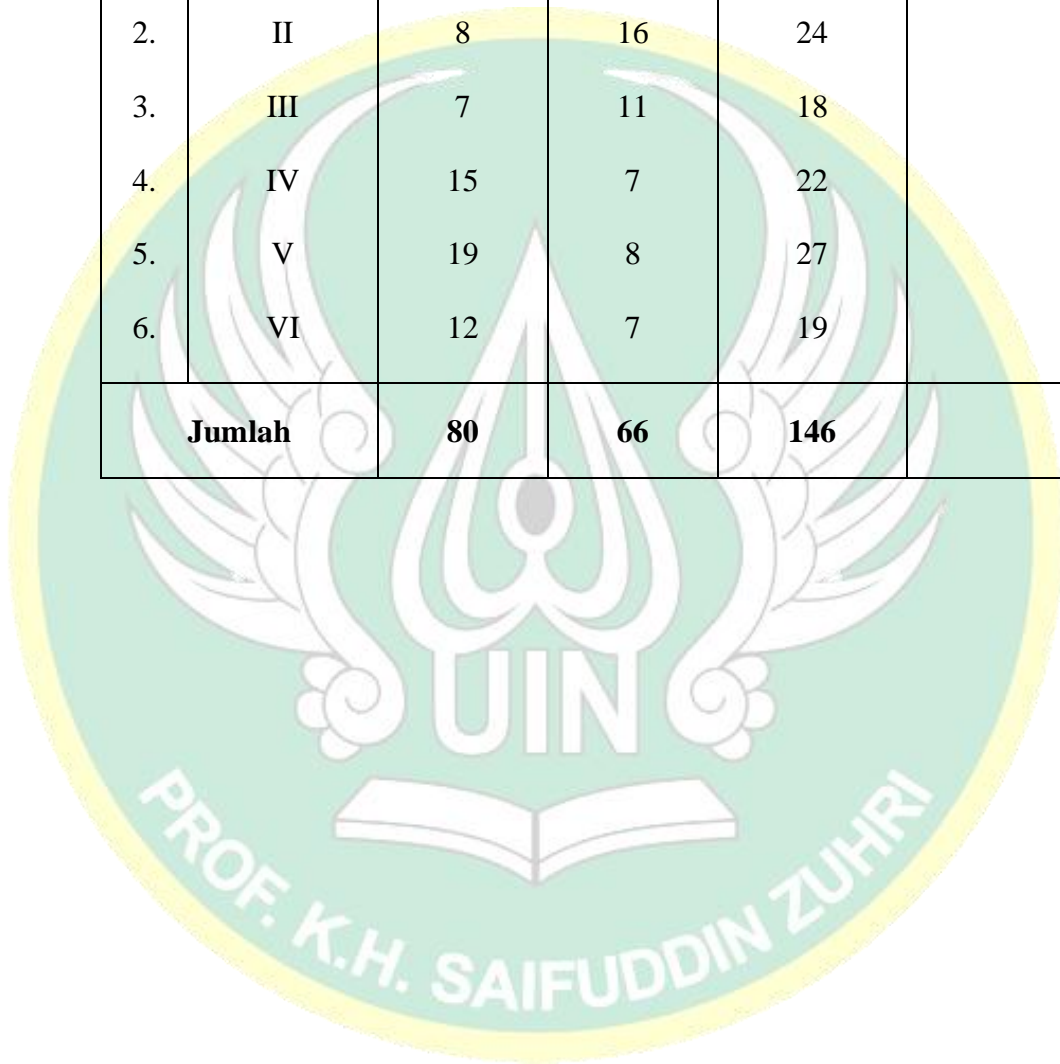 2. II 8 16 24
3. III 7 11 18
4. IV 15 7 22
5. V 19 8 27
6. VI 12 7 19
Jumlah 80 66 146
UIN
PROF. K.H. SAIFUDDIN ZUHRI